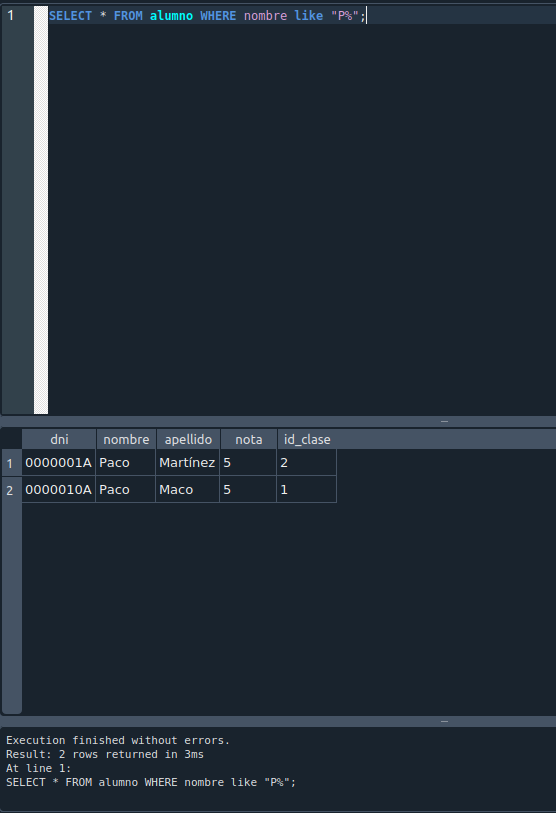 1 SELECT * FROM alumno WHERE nombre like "P%";
dni nombre apellido nota id_clase
1 0000001A Paco Martínez 5 2
2 0000010A Paco Maco 5 1
Execution finished without errors.
Result: 2 rows returned in 3ms
At line 1:
SELECT * FROM alumno WHERE nombre like "P%";